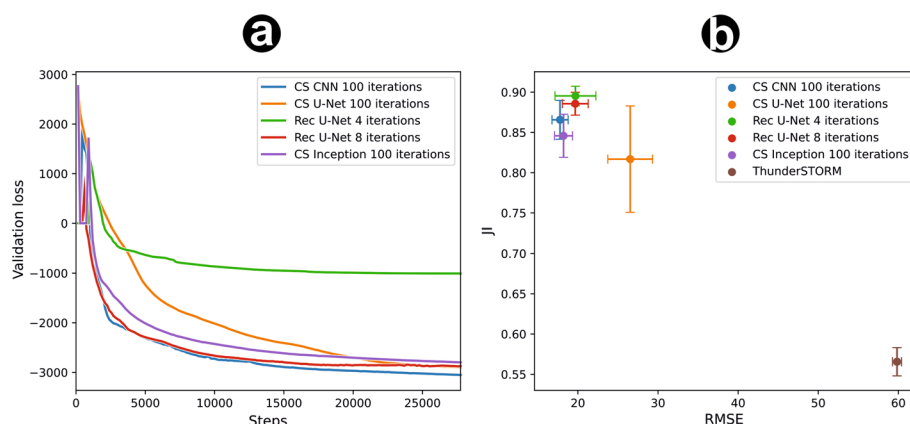 a
b
3000
2000
1000
0
−1000
−2000
−3000
Validation loss
0
5000
10000
15000
20000
25000
Steps
CS CNN 100 iterations
CS U-Net 100 iterations
Rec U-Net 4 iterations
Rec U-Net 8 iterations
CS Inception 100 iterations
0.90
0.85
0.80
0.75
0.70
0.65
0.60
0.55
JI
20
30
40
50
60
RMSE
CS CNN 100 iterations
CS U-Net 100 iterations
Rec U-Net 4 iterations
Rec U-Net 8 iterations
CS Inception 100 iterations
ThunderSTORM